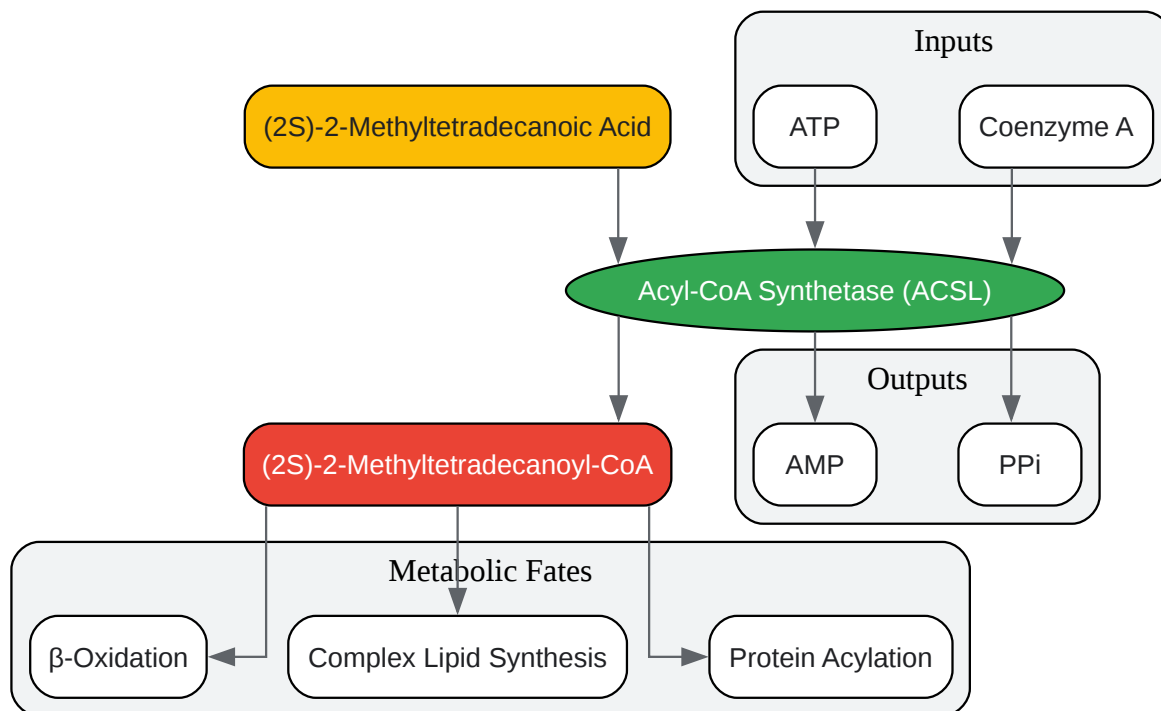 Inputs
(2S)-2-Methyltetradecanoic Acid
ATP
Coenzyme A
Acyl-CoA Synthetase (ACSL)
Outputs
(2S)-2-Methyltetradecanoyl-CoA
AMP
PPi
Metabolic Fates
β-Oxidation
Complex Lipid Synthesis
Protein Acylation